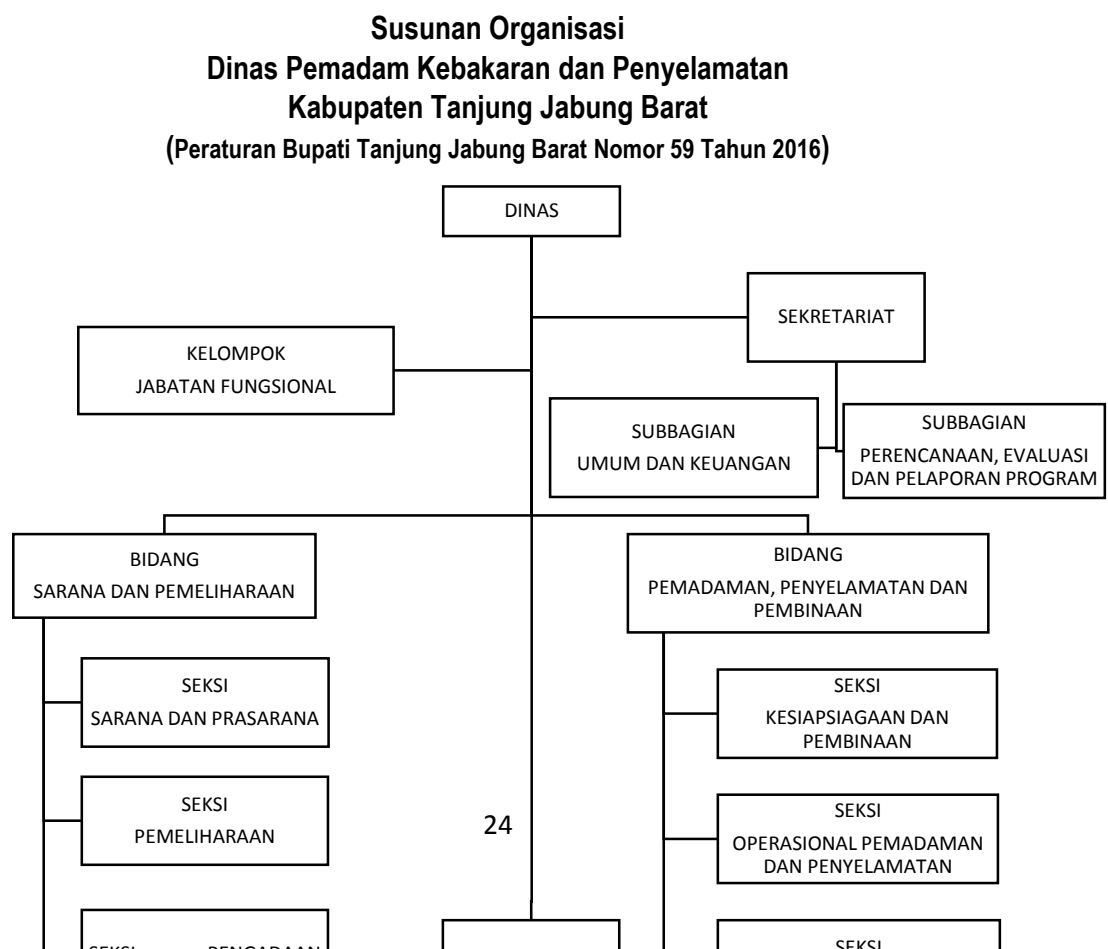 Susunan Organisasi
Dinas Pemadam Kebakaran dan Penyelamatan
Kabupaten Tanjung Jabung Barat
(Peraturan Bupati Tanjung Jabung Barat Nomor 59 Tahun 2016)
DINAS
SEKRETARIAT
KELOMPOK
JABATAN FUNGSIONAL
SUBBAGIAN
UMUM DAN KEUANGAN
SUBBAGIAN
PERENCANAAN, EVALUASI
DAN PELAPORAN PROGRAM
BIDANG
SARANA DAN PEMELIHARAAN
BIDANG
PEMADAMAN, PENYELAMATAN DAN
PEMBINAAN
SEKSI
SARANA DAN PRASARANA
SEKSI
KESIAPSIAGAAN DAN
PEMBINAAN
SEKSI
PEMELIHARAAN
24
SEKSI
OPERASIONAL PEMADAMAN
DAN PENYELAMATAN
SEKSI PENGADAAN
SEKSI